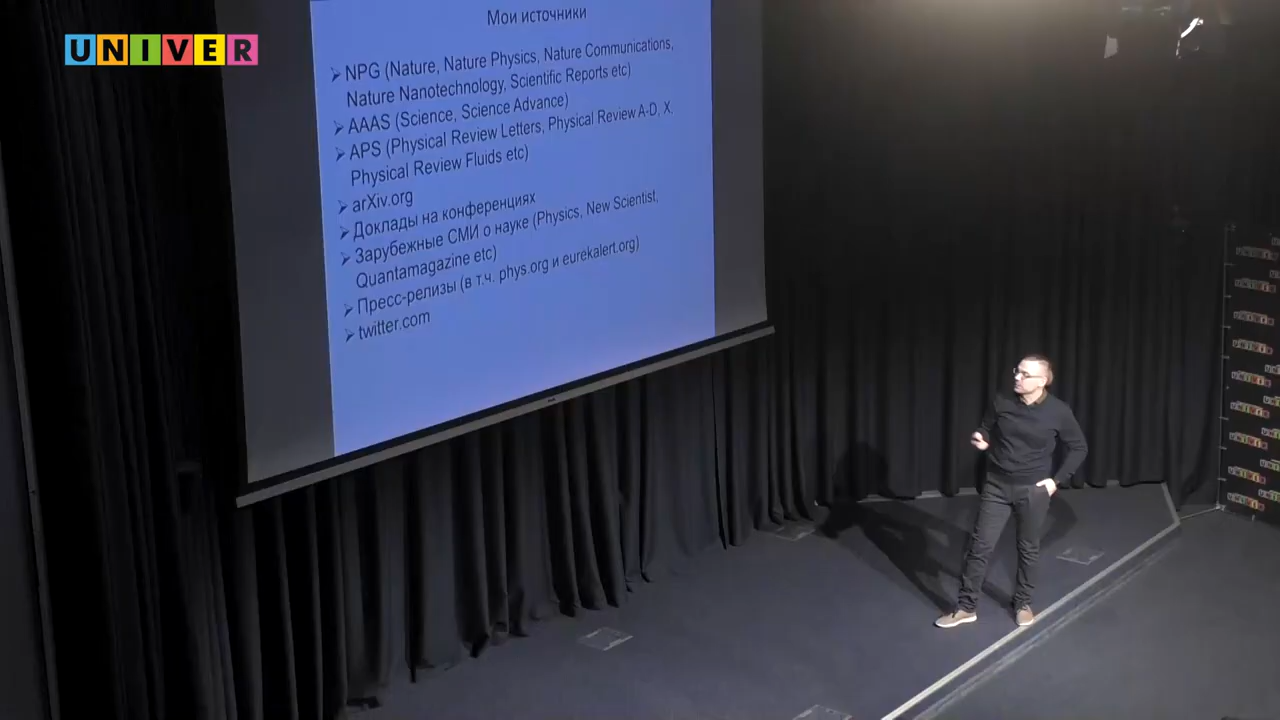 UNIVER
Мои источники
➢ NPG (Nature, Nature Physics, Nature Communications,
Nature Nanotechnology, Scientific Reports etc)
➢ AAAS (Science, Science Advance)
➢ APS (Physical Review Letters, Physical Review A-D, X,
Physical Review Fluids etc)
➢ arXiv.org
➢ Доклады на конференциях
➢ Зарубежные СМИ о науке (Physics, New Scientist,
Quantamagazine etc)
➢ Пресс-релизы (в т.ч. phys.org и eurekalert.org)
➢ twitter.com